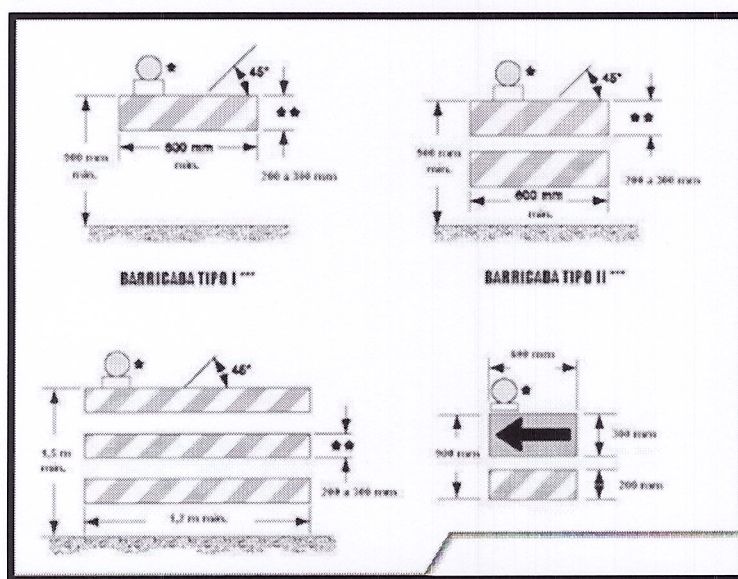 ★ 45°
★★
900 mm
min.
600 mm
min.
200 a 300 mm
BARRICADA TIPO I ***
★ 45°
★★
900 mm
min.
600 mm
min.
200 a 300 mm
BARRICADA TIPO II ***
★ 45°
1,5 m
min.
★★
200 a 300 mm
1,2 m min.
600 mm
★
900 mm
300 mm
200 mm